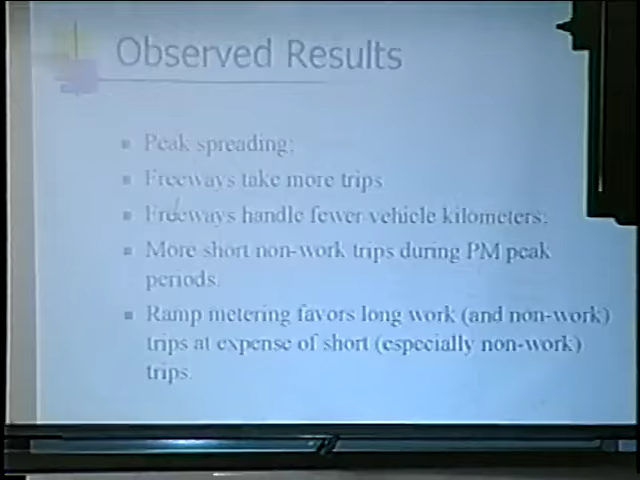 Observed Results
Peak spreading;
Freeways take more trips
Freeways handle fewer vehicle kilometers;
More short non-work trips during PM peak
periods.
Ramp metering favors long work (and non-work)
trips at expense of short (especially non-work)
trips.